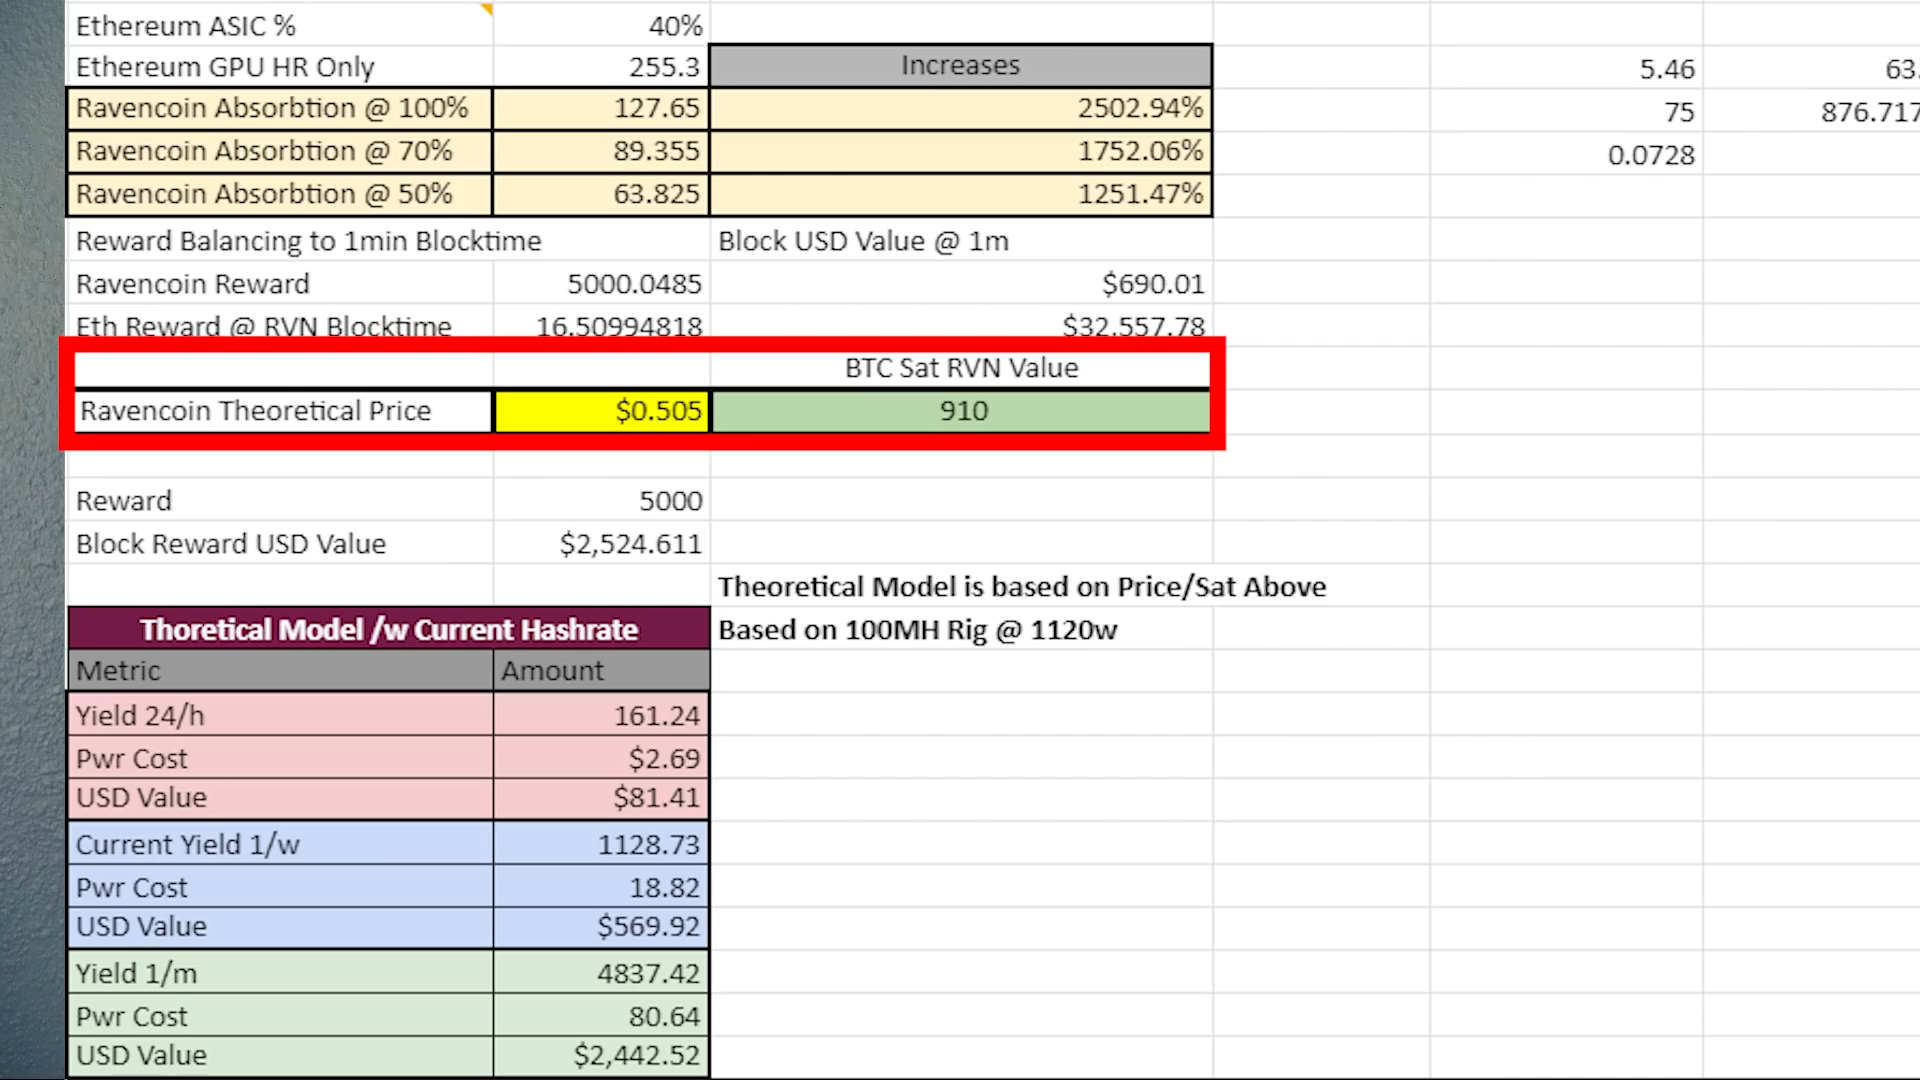 Ethereum ASIC % 40%
Ethereum GPU HR Only 255.3 Increases 5.46 63.
Ravencoin Absorbtion @ 100% 127.65 2502.94% 75 876.717
Ravencoin Absorbtion @ 70% 89.355 1752.06% 0.0728
Ravencoin Absorbtion @ 50% 63.825 1251.47%
Reward Balancing to 1min Blocktime Block USD Value @ 1m
Ravencoin Reward 5000.0485 $690.01
Eth Reward @ RVN Blocktime 16.50994818 $32,557.78
BTC Sat RVN Value
Ravencoin Theoretical Price $0.505 910
Reward 5000
Block Reward USD Value $2,524.611
Theoretical Model is based on Price/Sat Above
Thoretical Model /w Current Hashrate Based on 100MH Rig @ 1120w
Metric Amount
Yield 24/h 161.24
Pwr Cost $2.69
USD Value $81.41
Current Yield 1/w 1128.73
Pwr Cost 18.82
USD Value $569.92
Yield 1/m 4837.42
Pwr Cost 80.64
USD Value $2,442.52